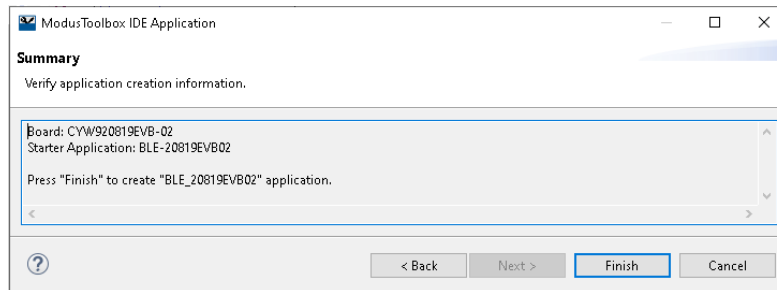 ModusToolbox IDE Application
Summary
Verify application creation information.
Board: CYW920819EVB-02
Starter Application: BLE-20819EVB02
Press "Finish" to create "BLE_20819EVB02" application.
?
< Back Next > Finish Cancel